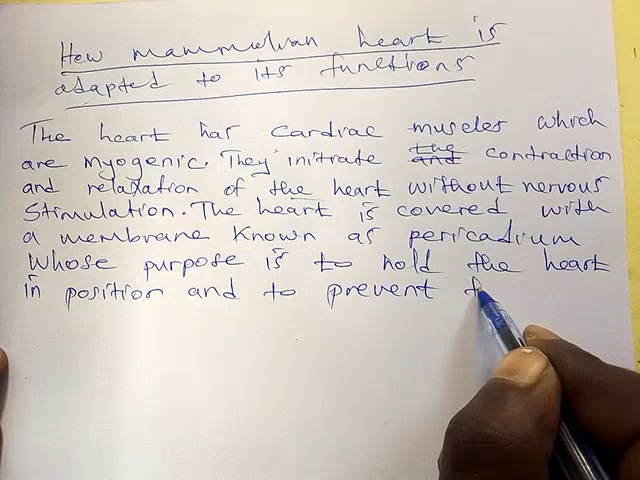 How mammalian heart is
adapted to its functions
The heart has cardiac muscles which
are myogenic. They initrate the contraction
and relaxation of the heart without nervous
stimulation. The heart is covered with
a membrane known as pericadium
whose purpose is to hold the heart
in position and to prevent